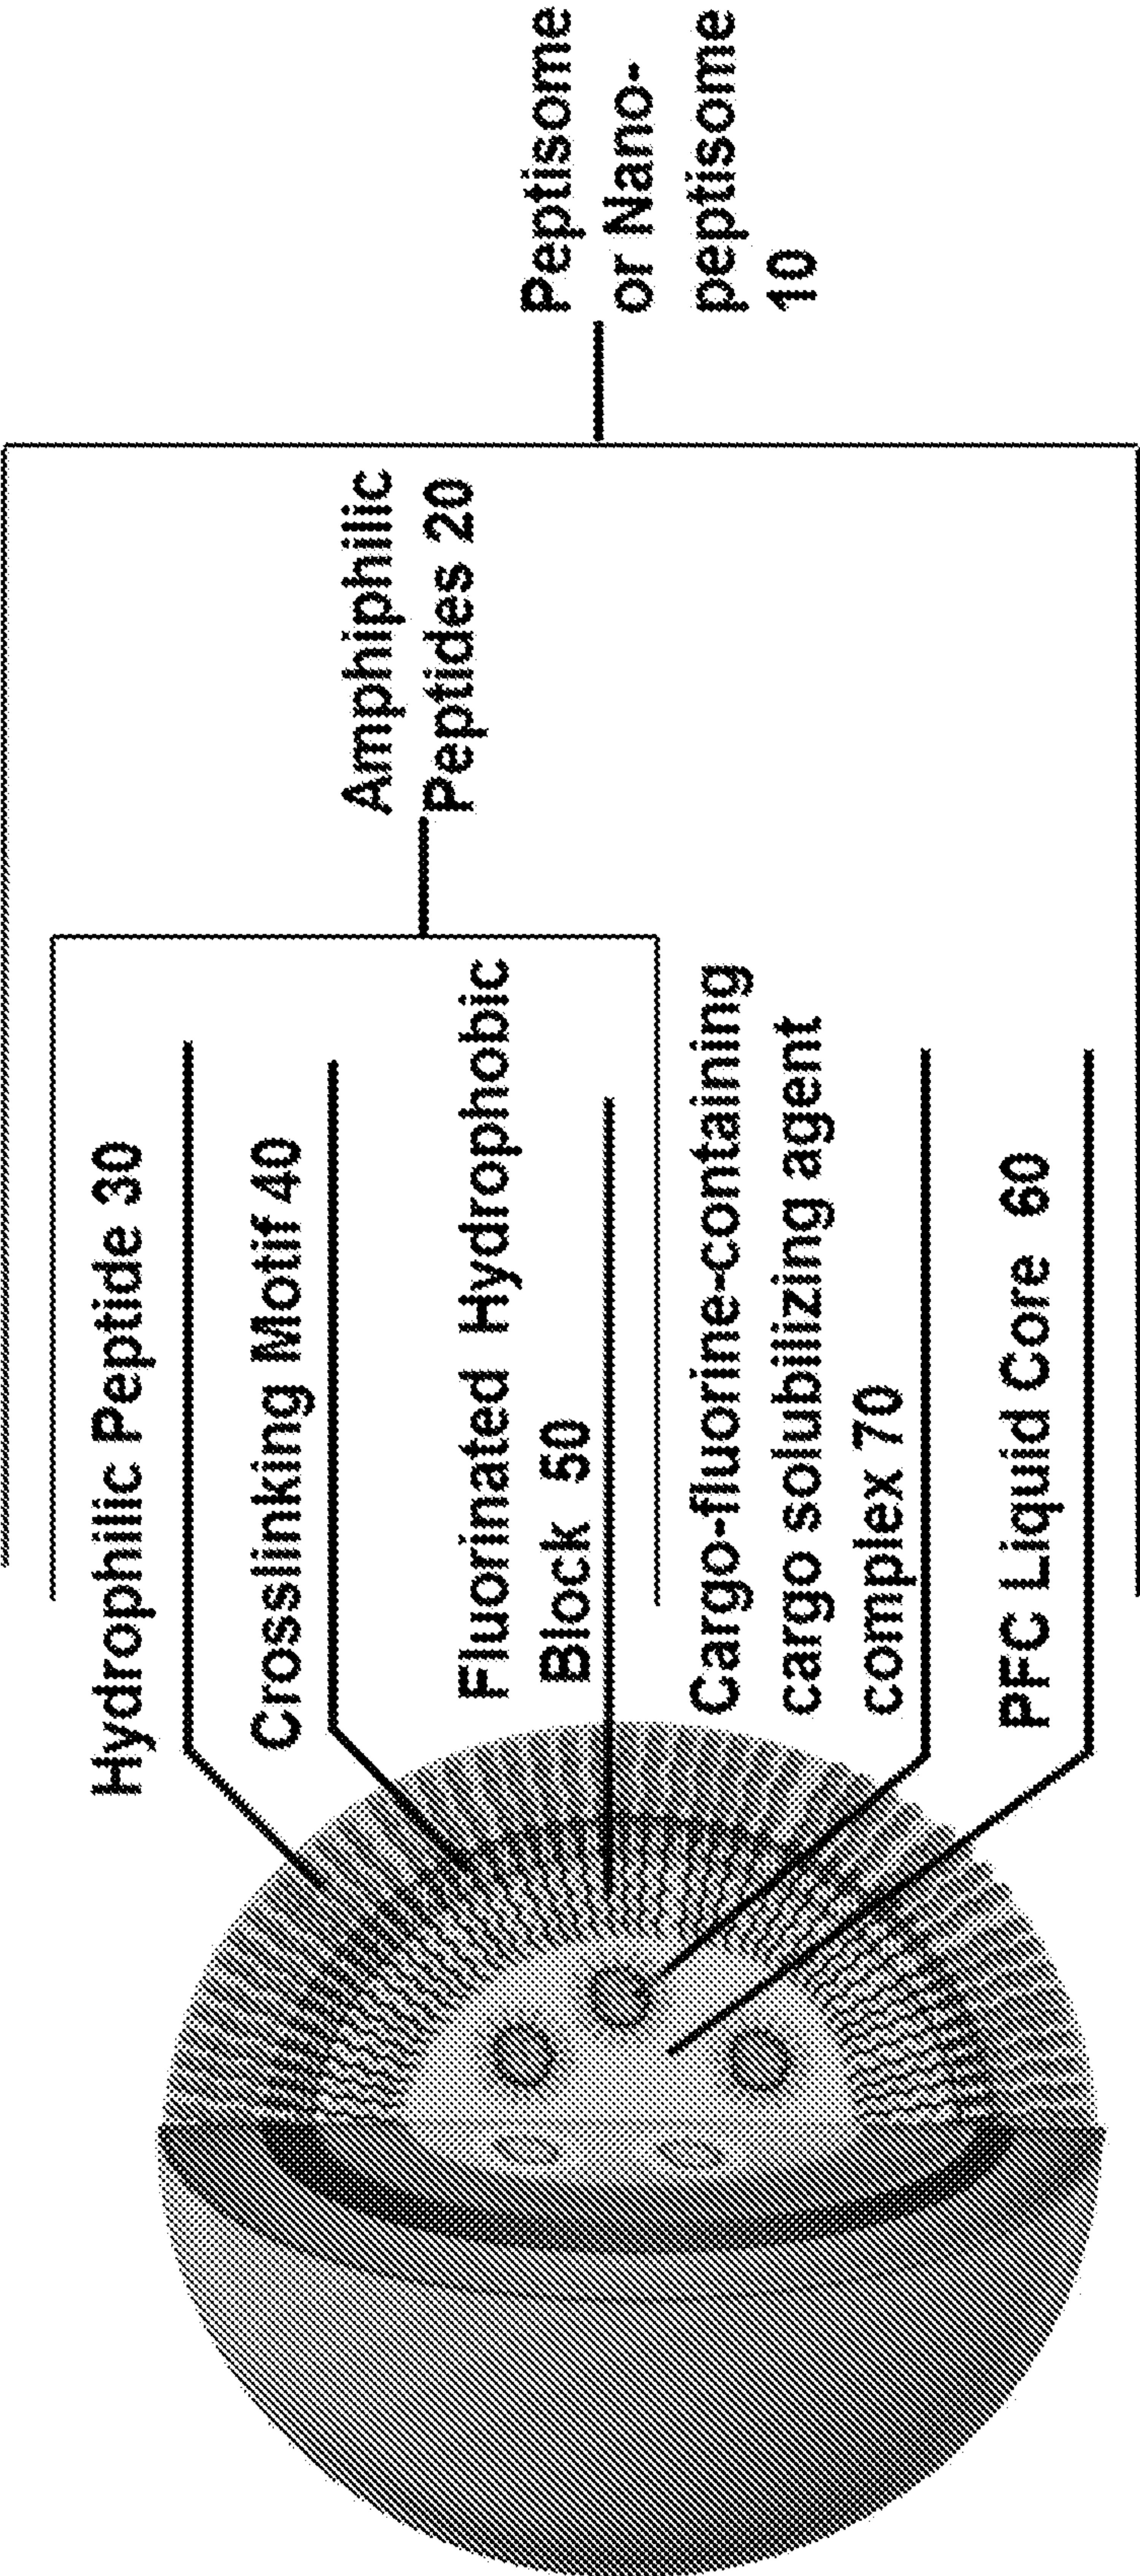 Hydrophilic Peptide 30
Crosslinking Motif 40
Fluorinated Hydrophobic
Block 50
Cargo-fluorine-containing
cargo solubilizing agent
complex 70
PFC Liquid Core 60
Amphiphilic
Peptides 20
Peptisome
or Nano-
peptisome
10